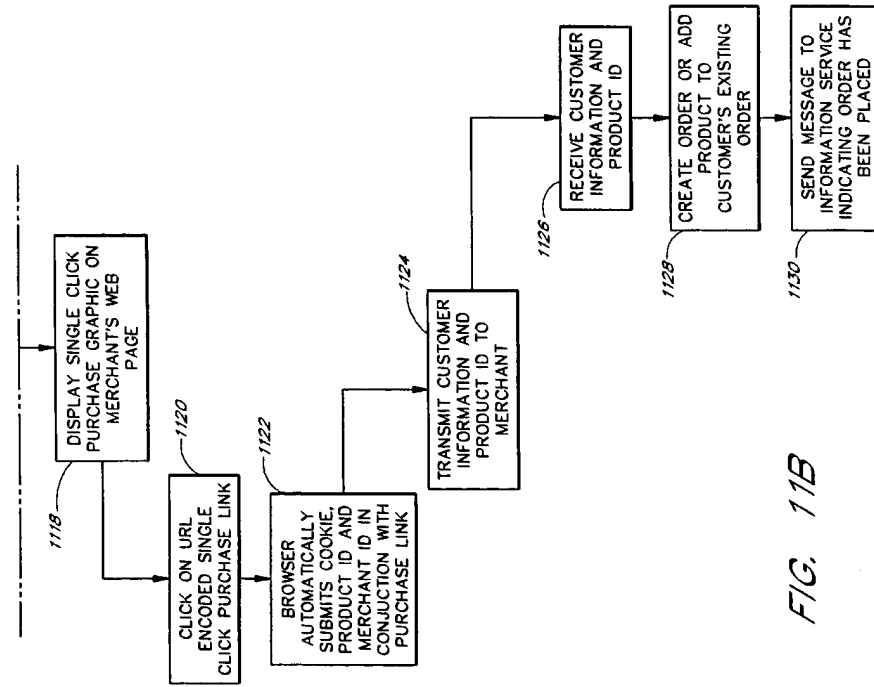 DISPLAY SINGLE CLICK
PURCHASE GRAPHIC ON
MERCHANT'S WEB
PAGE
1118
CLICK ON URL
ENCODED SINGLE
CLICK PURCHASE LINK
1120
BROWSER
AUTOMATICALLY
SUBMITS COOKIE,
PRODUCT ID AND
MERCHANT ID IN
CONJUCTION WITH
PURCHASE LINK
1122
TRANSMIT CUSTOMER
INFORMATION AND
PRODUCT ID TO
MERCHANT
1124
RECEIVE CUSTOMER
INFORMATION AND
PRODUCT ID
1126
CREATE ORDER OR ADD
PRODUCT TO
CUSTOMER'S EXISTING
ORDER
1128
SEND MESSAGE TO
INFORMATION SERVICE
INDICATING ORDER HAS
BEEN PLACED
1130
FIG. 11B